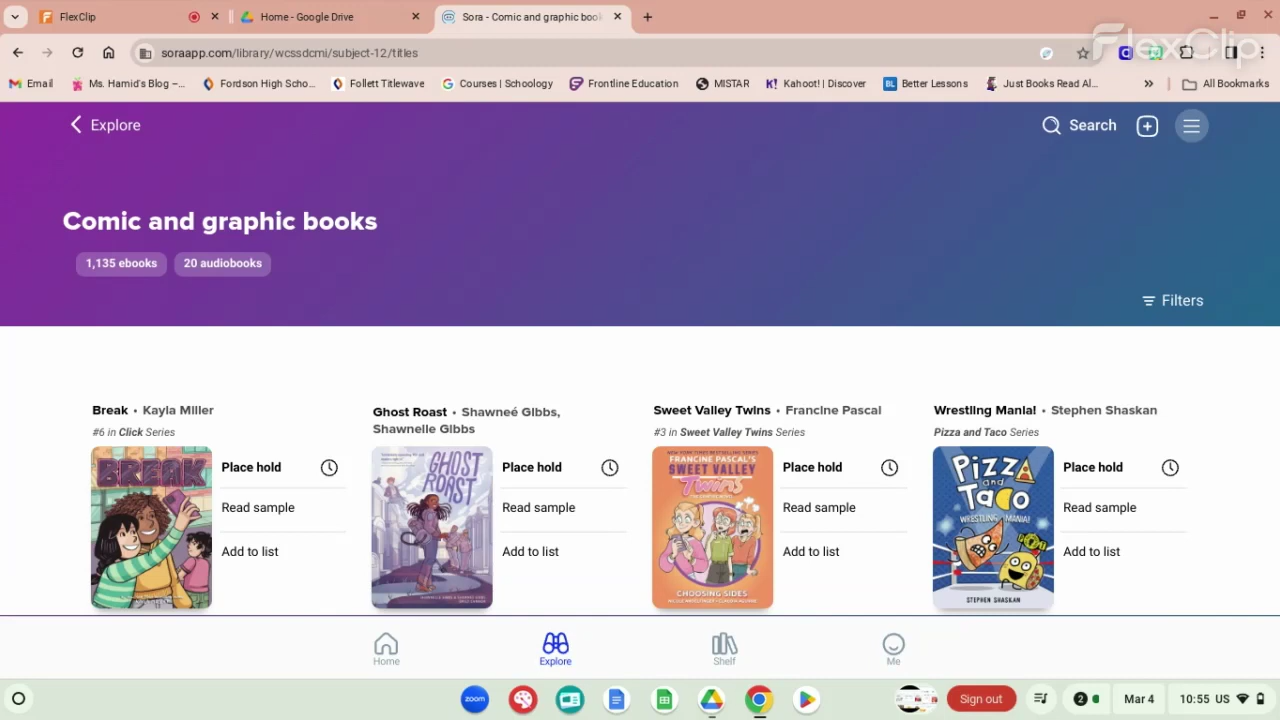 FlexClip
Home - Google Drive
Sora - Comic and graphic book
FlexClip
soraapp.com/library/wcssdcmi/subject-12/titles
Email
Ms. Hamid's Blog –...
Fordson High Scho...
Follett Titlewave
Courses | Schoology
Frontline Education
MISTAR
Kahoot! | Discover
Better Lessons
Just Books Read Al...
All Bookmarks
Explore
Search
Comic and graphic books
1,135 ebooks
20 audiobooks
Filters
Break • Kayla Miller
#6 in Click Series
BREAK
Place hold
Read sample
Add to list
Ghost Roast • Shawneé Gibbs,
Shawnelle Gibbs
GHOST
ROAST
Place hold
Read sample
Add to list
Sweet Valley Twins • Francine Pascal
#3 in Sweet Valley Twins Series
FRANCINE PASCAL'S
SWEET VALLEY
Twins
CHOOSING SIDES
Place hold
Read sample
Add to list
Wrestling Mania! • Stephen Shaskan
Pizza and Taco Series
Pizza
and
Taco
WRESTLING MANIA!
STEPHEN SHASKAN
Place hold
Read sample
Add to list
Home
Explore
Shelf
Me
zoom
Sign out
2
Mar 4
10:55 US